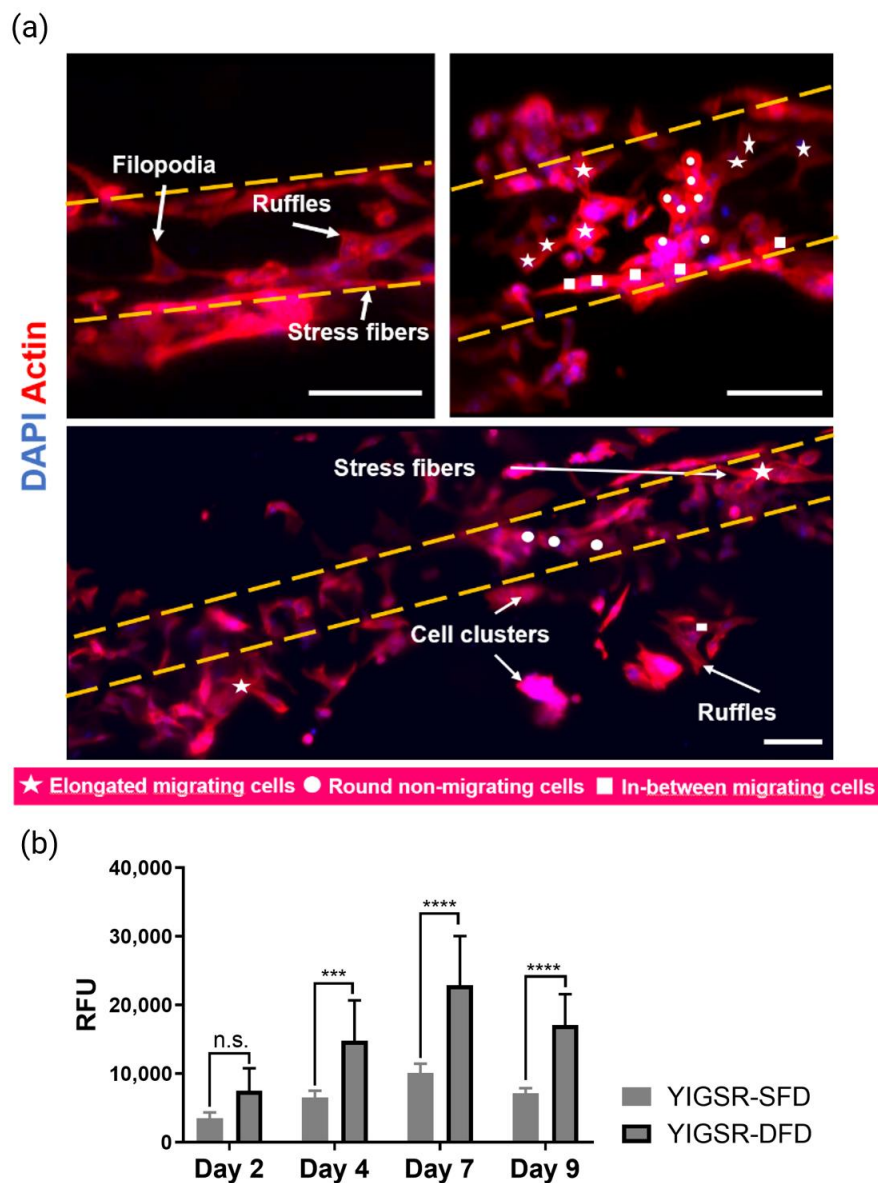 (a)
Filopodia
Ruffles
Stress fibers
DAPI Actin
Stress fibers
Cell clusters
Ruffles
Elongated migrating cells Round non-migrating cells In-between migrating cells
(b)
40,000
30,000
20,000
10,000
0
RFU
n.s.
***
****
****
Day 2 Day 4 Day 7 Day 9
YIGSR-SFD
YIGSR-DFD